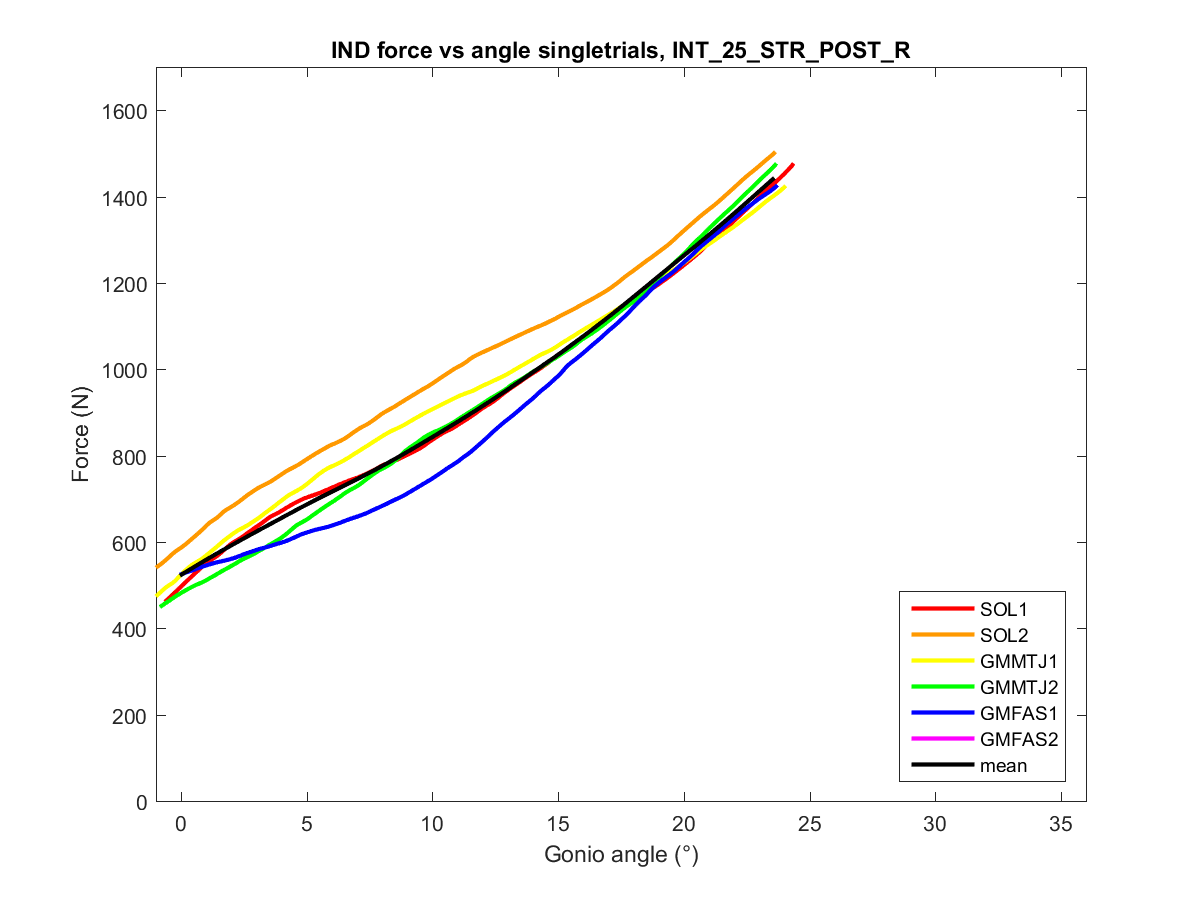 IND force vs angle singletrials, INT_25_STR_POST_R
1600
1400
1200
1000
800
600
400
200
0
Force (N)
0 5 10 15 20 25 30 35
Gonio angle (°)
SOL1
SOL2
GMMTJ1
GMMTJ2
GMFAS1
GMFAS2
mean